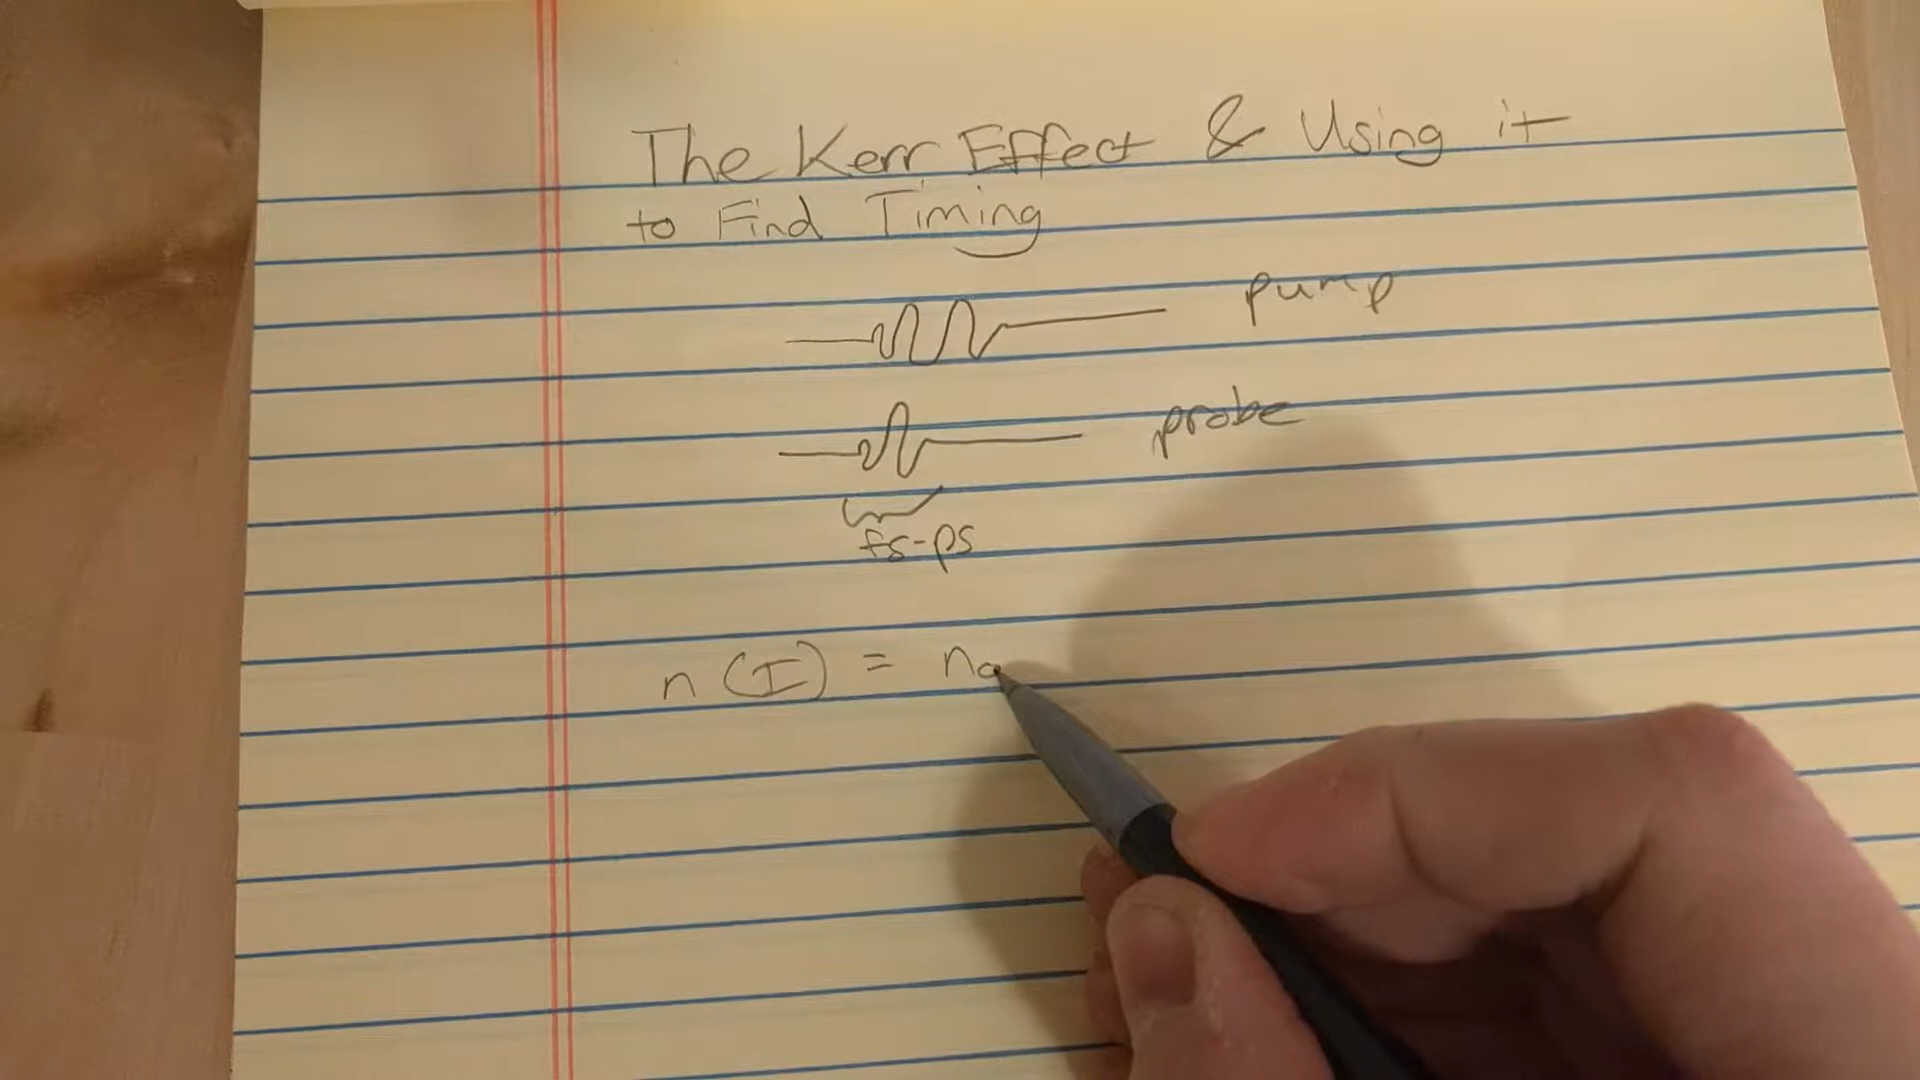 The Kerr Effect & Using it
to Find Timing
pump
probe
fs-ps
n (I) = n₀